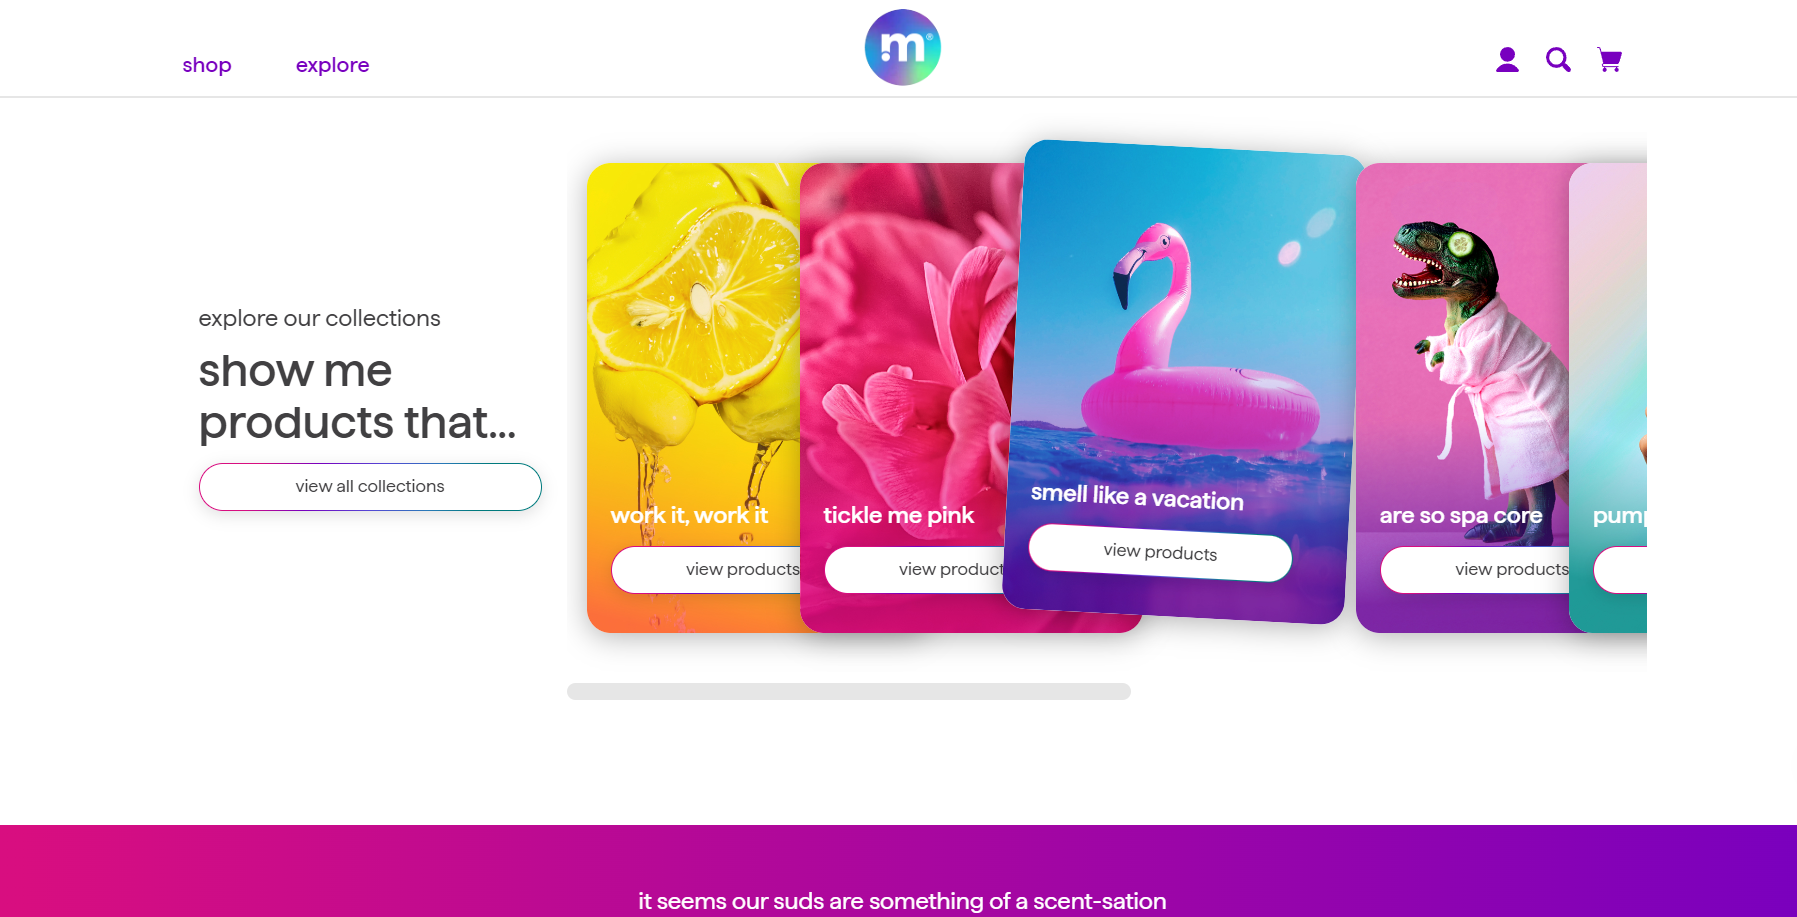 shop
explore
m®
explore our collections
show me
products that...
view all collections
work it, work it
view products
tickle me pink
view product
smell like a vacation
view products
are so spa core
view products
pump
it seems our suds are something of a scent-sation